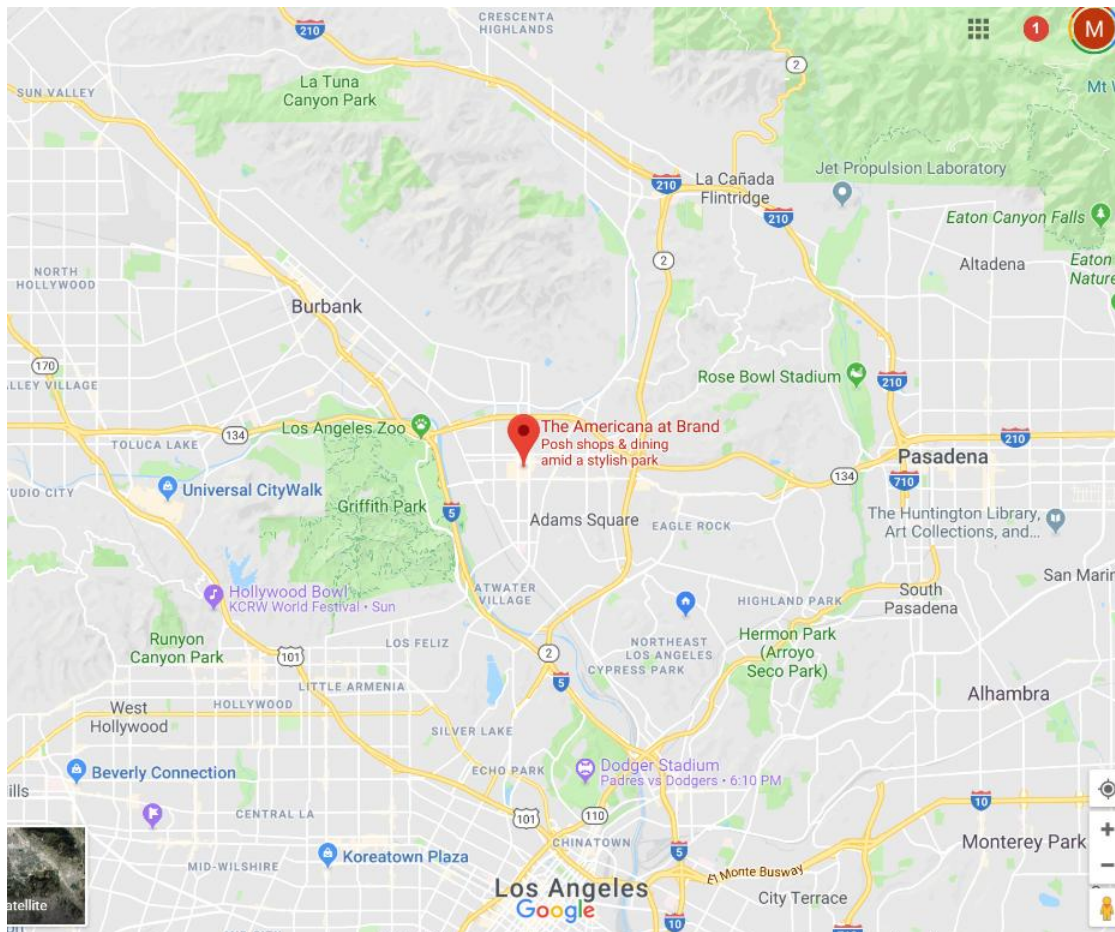 CRESCENTA
HIGHLANDS
210
1
M
2
SUN VALLEY
La Tuna
Canyon Park
Mt W
Jet Propulsion Laboratory
210
La Cañada
Flintridge
210
Eaton Canyon Falls
NORTH
HOLLYWOOD
2
Altadena
Eaton
Nature
Burbank
170
ALLEY VILLAGE
Rose Bowl Stadium
210
Los Angeles Zoo
The Americana at Brand
Posh shops & dining
amid a stylish park
134
TOLUCA LAKE
210
Pasadena
134
710
TUDIO CITY
Universal CityWalk
Griffith Park
5
Adams Square
EAGLE ROCK
The Huntington Library,
Art Collections, and...
San Marin
Hollywood Bowl
KCRW World Festival • Sun
ATWATER
VILLAGE
HIGHLAND PARK
South
Pasadena
Runyon
Canyon Park
101
LOS FELIZ
2
NORTHEAST
LOS ANGELES
CYPRESS PARK
Hermon Park
(Arroyo
Seco Park)
5
LITTLE ARMENIA
HOLLYWOOD
West
Hollywood
Alhambra
SILVER LAKE
Beverly Connection
ECHO PARK
Dodger Stadium
Padres vs Dodgers • 6:10 PM
ills
CENTRAL LA
101
110
10
CHINATOWN
Monterey Park
5
MID-WILSHIRE
Koreatown Plaza
El Monte Busway
Los Angeles
City Terrace
Google
10
atellite